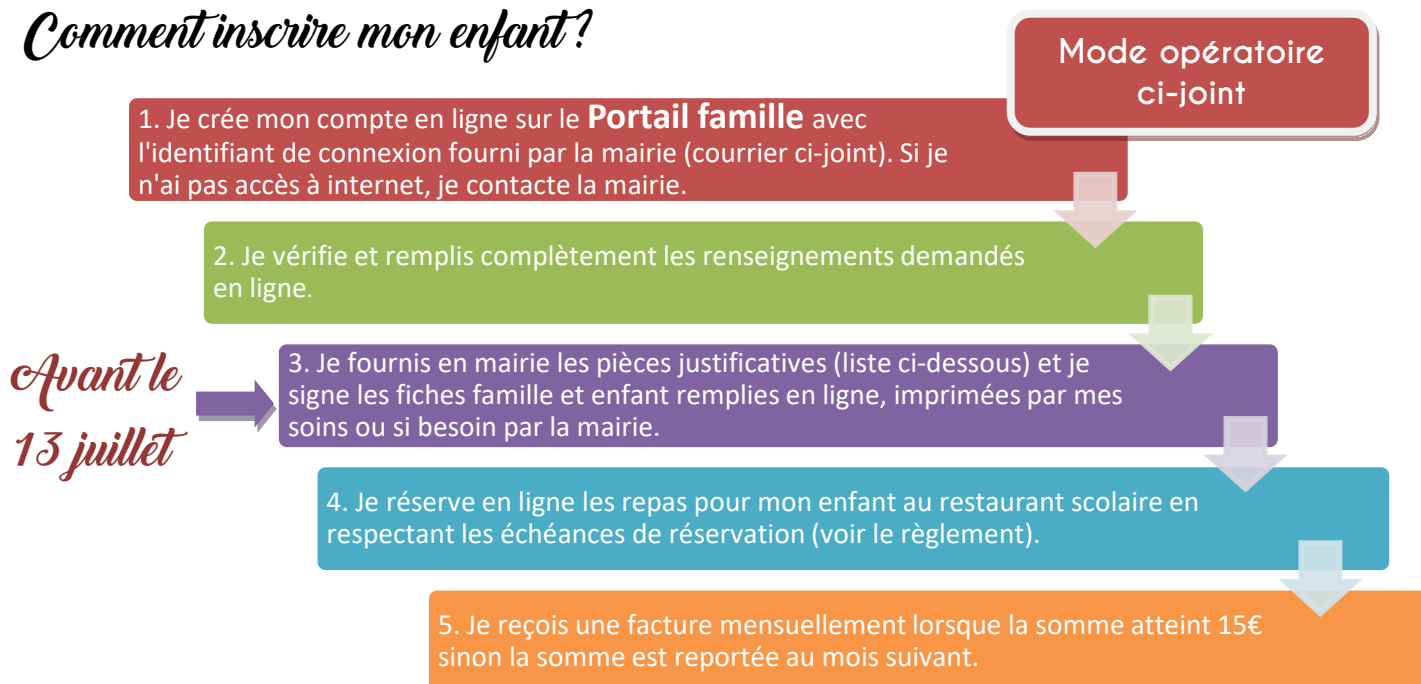 Comment inscrire mon enfant ?
Mode opératoire
ci-joint
1. Je crée mon compte en ligne sur le Portail famille avec
l'identifiant de connexion fourni par la mairie (courrier ci-joint). Si je
n'ai pas accès à internet, je contacte la mairie.
2. Je vérifie et remplis complètement les renseignements demandés
en ligne.
Avant le
13 juillet
3. Je fournis en mairie les pièces justificatives (liste ci-dessous) et je
signe les fiches famille et enfant remplies en ligne, imprimées par mes
soins ou si besoin par la mairie.
4. Je réserve en ligne les repas pour mon enfant au restaurant scolaire en
respectant les échéances de réservation (voir le règlement).
5. Je reçois une facture mensuellement lorsque la somme atteint 15€
sinon la somme est reportée au mois suivant.